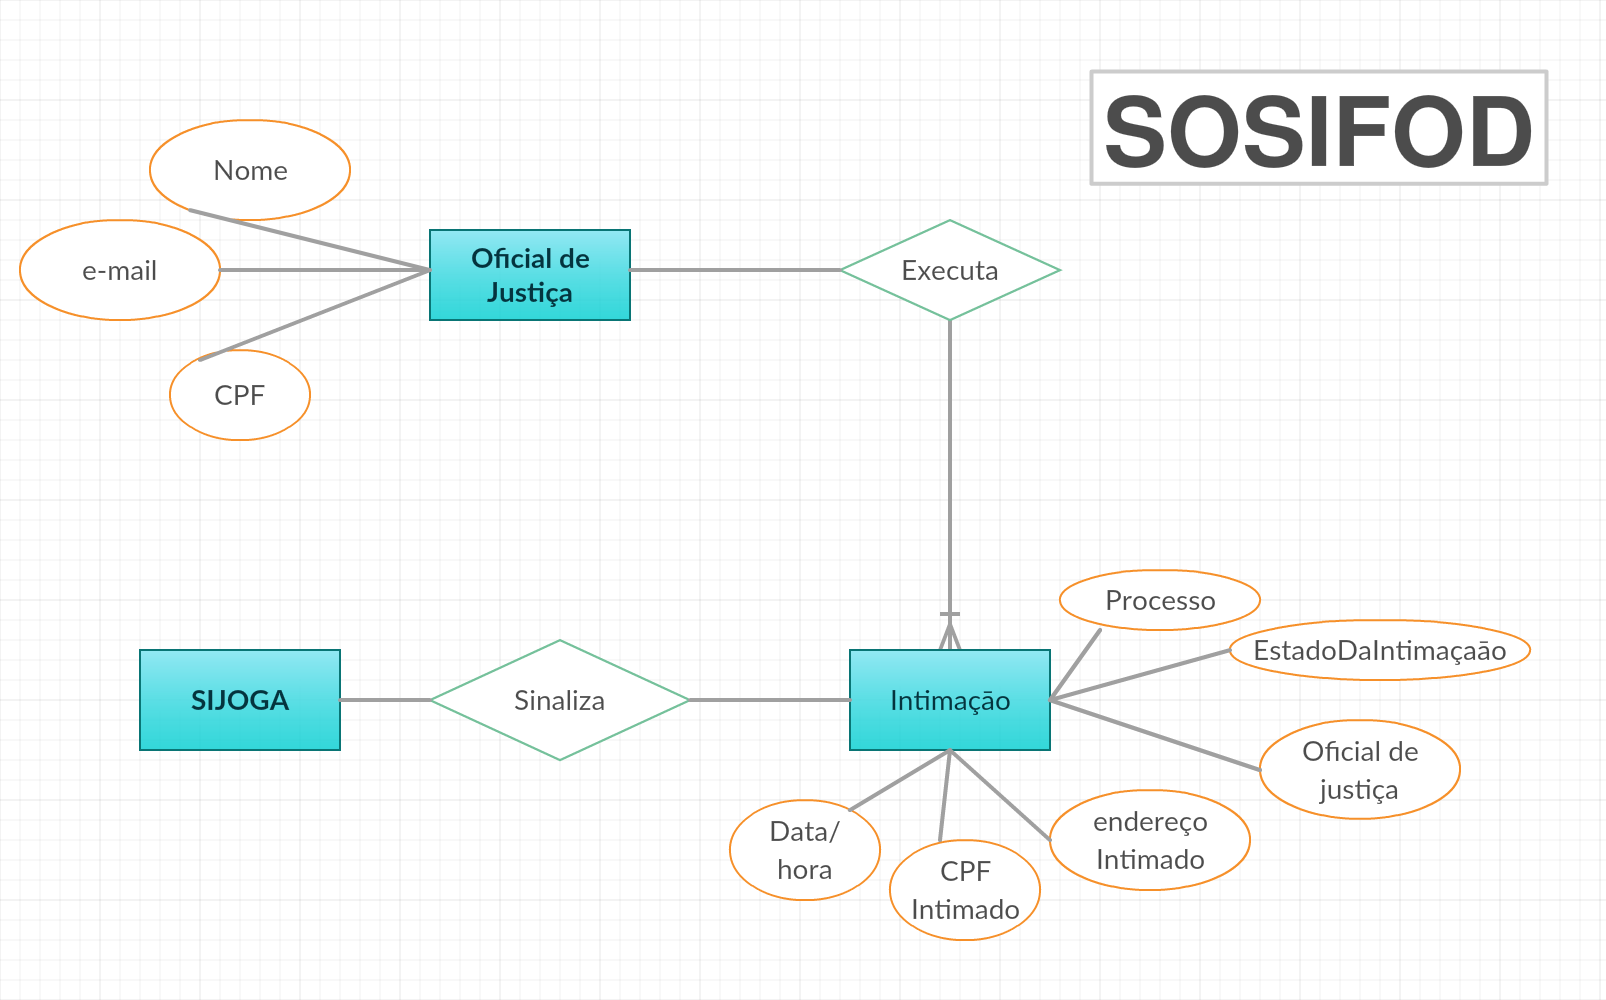 SOSIFOD
Nome
e-mail
CPF
Oficial de
Justiça
Executa
SIJOGA
Sinaliza
Intimação
Processo
EstadoDaIntimaçaão
Oficial de
justiça
endereço
Intimado
CPF
Intimado
Data/
hora